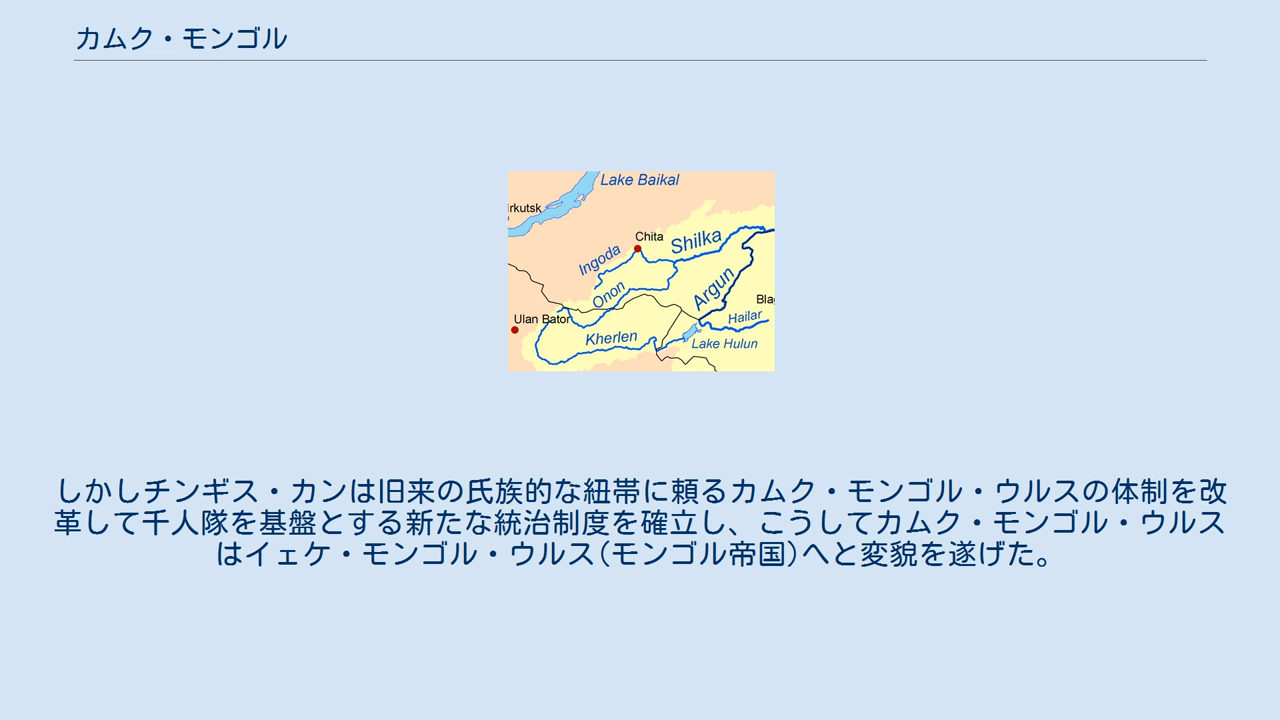 カムク・モンゴル
Lake Baikal
Irkutsk
Chita
Shilka
Ingoda
Onon
Argun
Ulan Bator
Hailar
Kherlen
Lake Hulun
しかしチンギス・カンは旧来の氏族的な紐帯に頼るカムク・モンゴル・ウルスの体制を改
革して千人隊を基盤とする新たな統治制度を確立し、こうしてカムク・モンゴル・ウルス
はイェケ・モンゴル・ウルス(モンゴル帝国)へと変貌を遂げた。